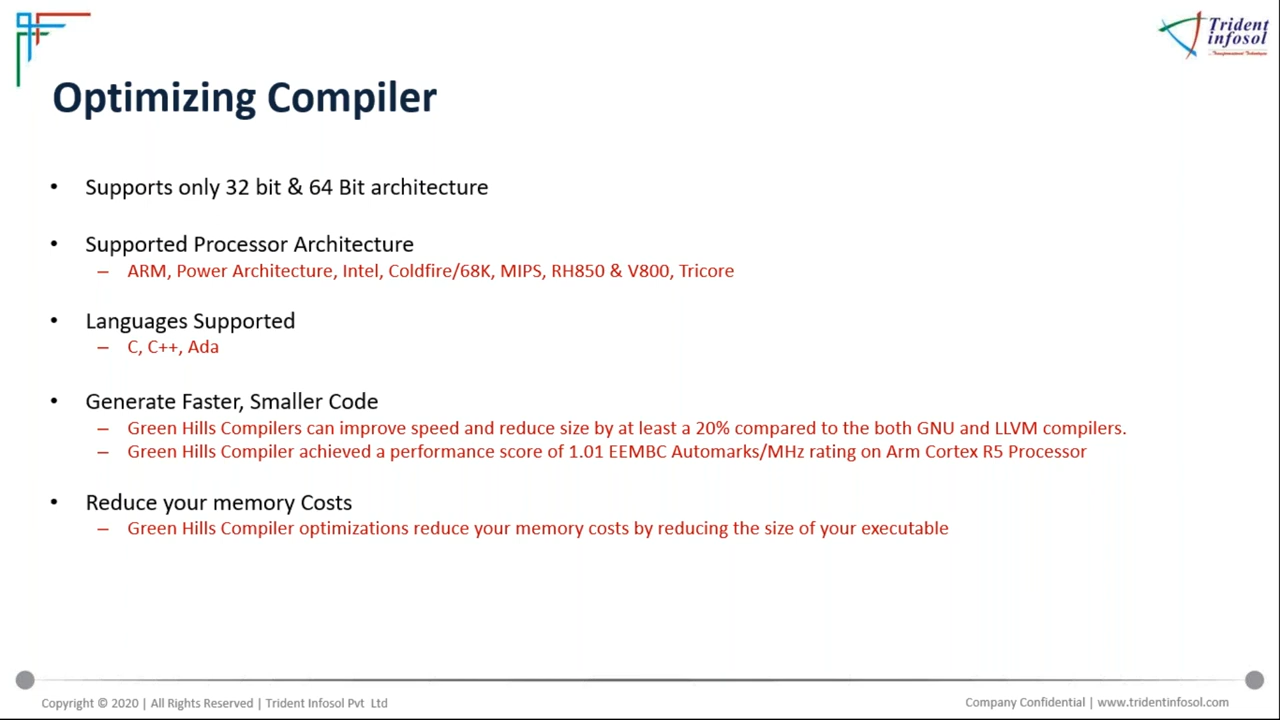 Trident
infosol
Optimizing Compiler
• Supports only 32 bit & 64 Bit architecture
• Supported Processor Architecture
– ARM, Power Architecture, Intel, Coldfire/68K, MIPS, RH850 & V800, Tricore
• Languages Supported
– C, C++, Ada
• Generate Faster, Smaller Code
– Green Hills Compilers can improve speed and reduce size by at least a 20% compared to the both GNU and LLVM compilers.
– Green Hills Compiler achieved a performance score of 1.01 EEMBC Automarks/MHz rating on Arm Cortex R5 Processor
• Reduce your memory Costs
– Green Hills Compiler optimizations reduce your memory costs by reducing the size of your executable
Copyright © 2020 | All Rights Reserved | Trident Infosol Pvt Ltd
Company Confidential | www.tridentinfosol.com